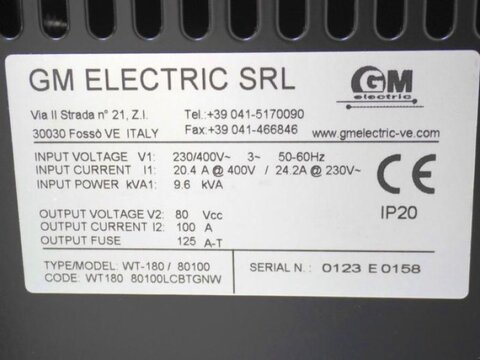 GM ELECTRIC SRL
GM
electric
Via II Strada n° 21, Z.I. Tel.:+39 041-5170090
30030 Fossò VE ITALY Fax:+39 041-466846 www.gmelectric-ve.com
INPUT VOLTAGE V1: 230/400V~ 3~ 50-60Hz
INPUT CURRENT I1: 20.4 A @ 400V / 24.2A @ 230V~
INPUT POWER kVA1: 9.6 kVA
CE
OUTPUT VOLTAGE V2: 80 Vcc
OUTPUT CURRENT I2: 100 A
OUTPUT FUSE 125 A-T
IP20
TYPE/MODEL: WT-180 / 80100
CODE: WT180 80100LCBTGNW
SERIAL N.: 0123 E 0158